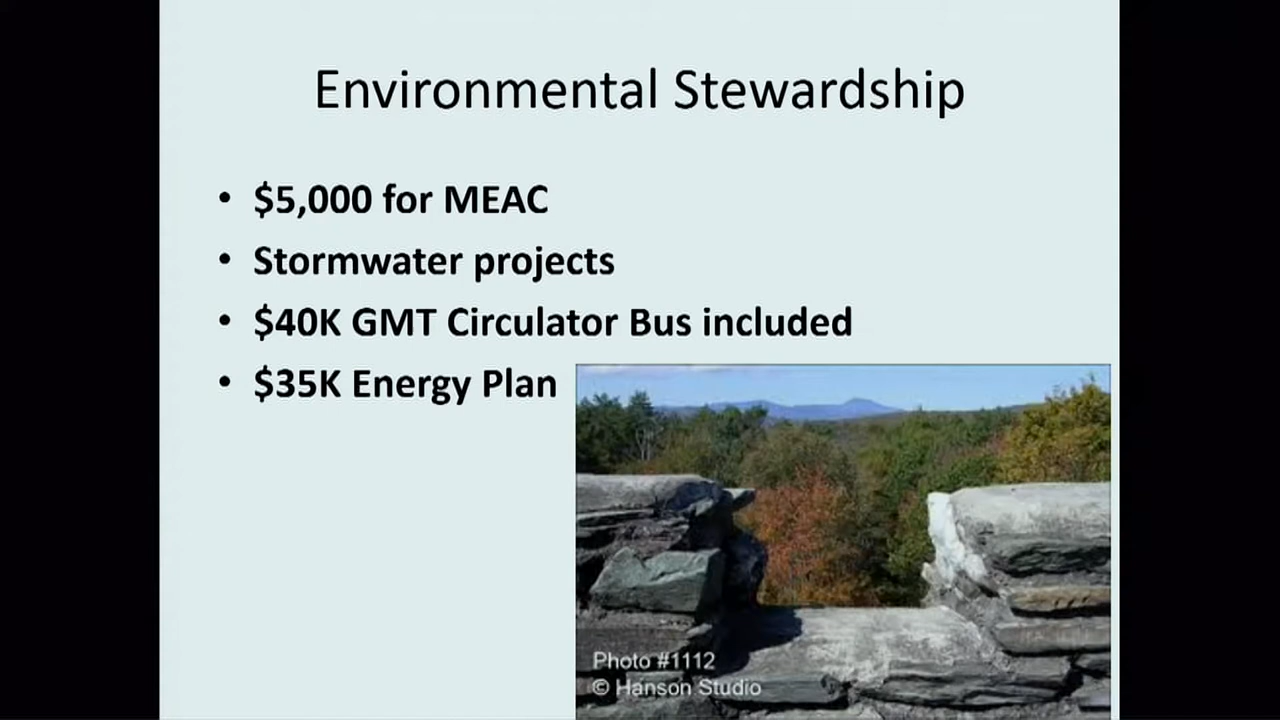 Environmental Stewardship
• $5,000 for MEAC
• Stormwater projects
• $40K GMT Circulator Bus included
• $35K Energy Plan
Photo #1112
© Hanson Studio